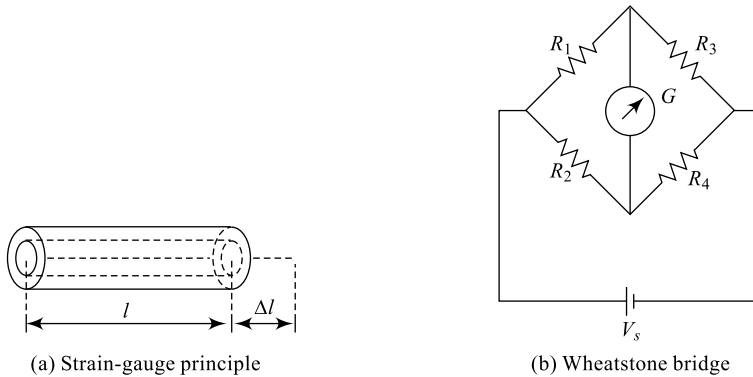 R1
R3
G
R2
R4
l
Δl
Vs
(a) Strain-gauge principle
(b) Wheatstone bridge